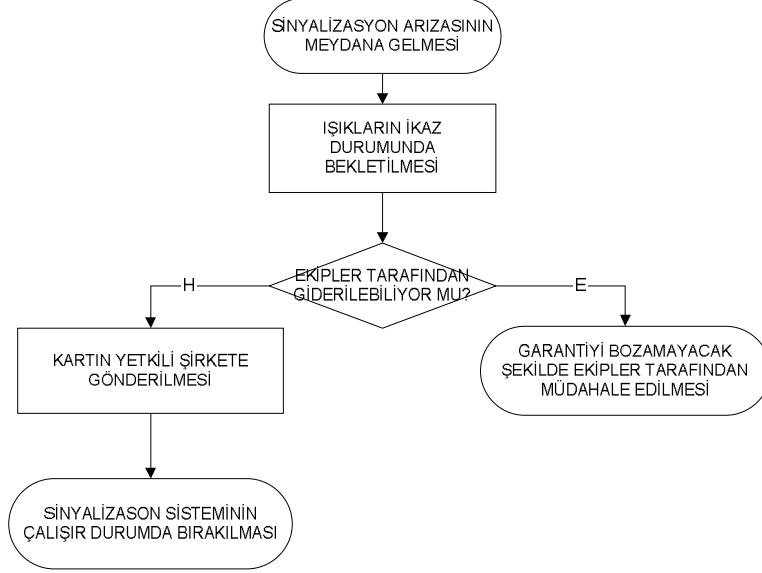 SİNYALİZASYON ARIZASININ
MEYDANA GELMESİ
IŞIKLARIN İKAZ
DURUMUNDA
BEKLETİLMESİ
EKİPLER TARAFINDAN
GİDERİLEBİLİYOR MU?
H
E
KARTIN YETKİLİ ŞİRKETE
GÖNDERİLMESİ
GARANTİYİ BOZAMAYACAK
ŞEKİLDE EKİPLER TARAFINDAN
MÜDAHALE EDİLMESİ
SİNYALİZASON SİSTEMİNİN
ÇALIŞIR DURUMDA BIRAKILMASI